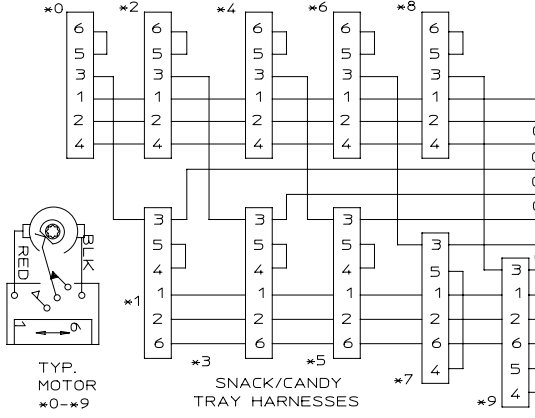 *0 *2 *4 *6 *8
6 6 6 6 6
5 5 5 5 5
3 3 3 3 3
1 1 1 1 1
2 2 2 2 2
4 4 4 4 4
3 3 3 3
5 5 5 5 3
4 4 4 1
1 1 1 1 1
2 2 2 2 2
6 6 6 6 6
5 5
4 4
*1 *3 *5 *7 *9
RED
BLK
1 6
TYP.
MOTOR
*0-*9
SNACK/CANDY
TRAY HARNESSES